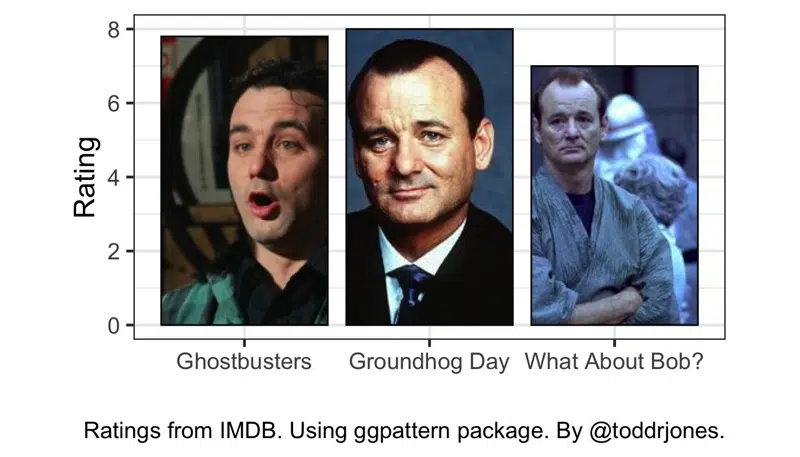 8
6
4
2
0
Rating
Ghostbusters Groundhog Day What About Bob?
Ratings from IMDB. Using ggpattern package. By @toddrjones.